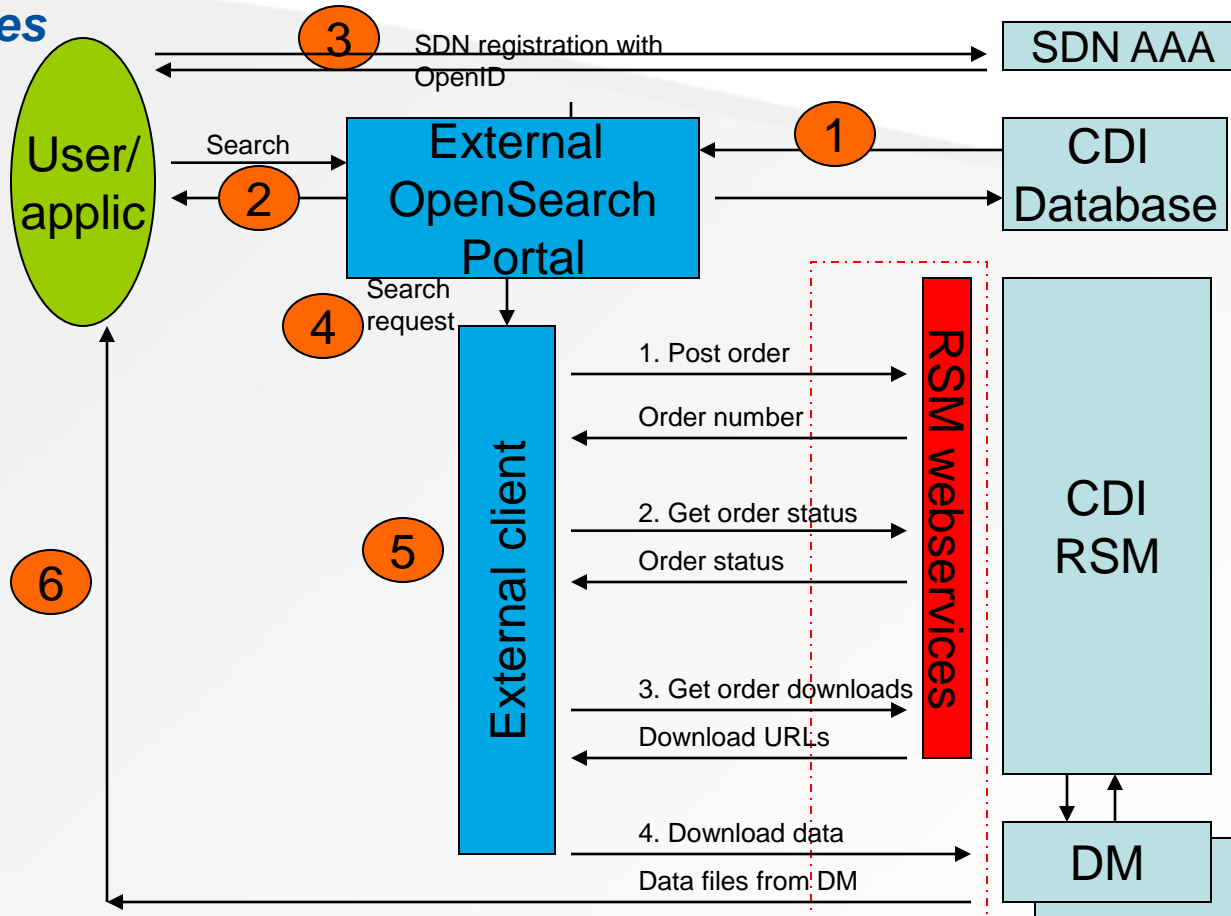 es
3
SDN registration with
OpenID
SDN AAA
User/
applic
Search
2
External
OpenSearch
Portal
1
CDI
Database
Search
request
4
External client
5
6
1. Post order
Order number
2. Get order status
Order status
3. Get order downloads
Download URLs
4. Download data
Data files from DM
RSM webservices
CDI
RSM
DM